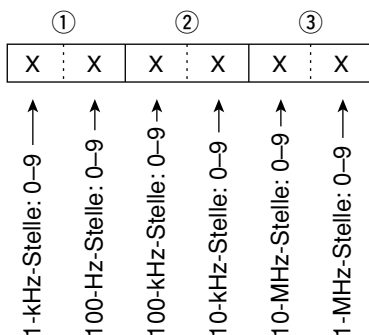 ① ② ③
X X X X X X
1-kHz-Stelle: 0–9
100-Hz-Stelle: 0–9
100-kHz-Stelle: 0–9
10-kHz-Stelle: 0–9
10-MHz-Stelle: 0–9
1-MHz-Stelle: 0–9